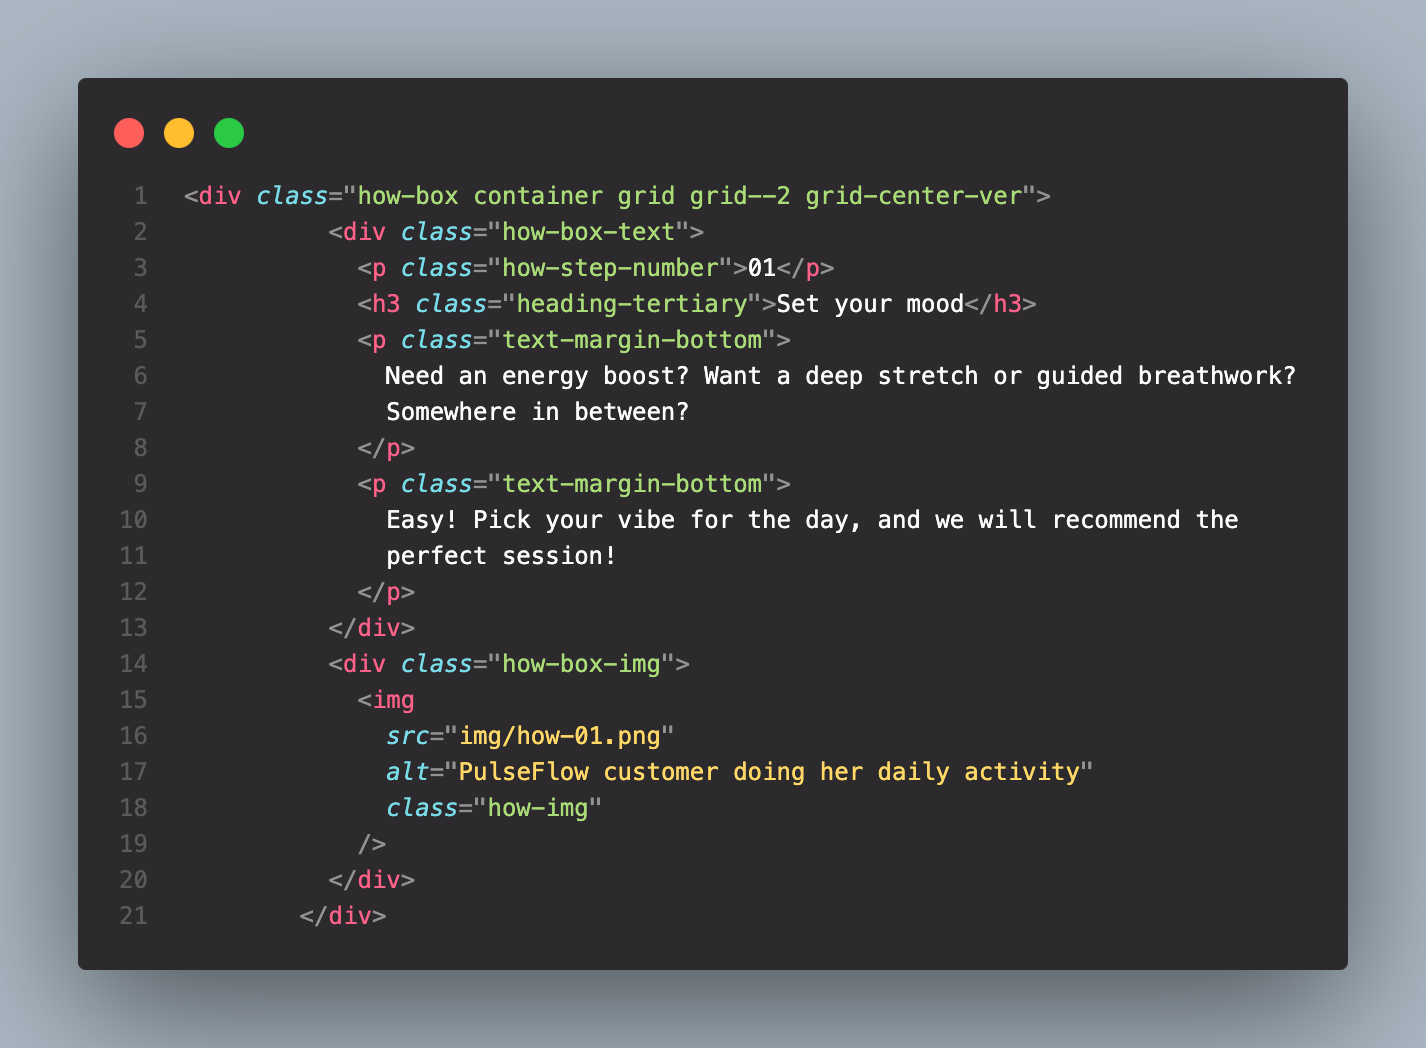 1 <div class="how-box container grid grid--2 grid-center-ver">
2           <div class="how-box-text">
3             <p class="how-step-number">01</p>
4             <h3 class="heading-tertiary">Set your mood</h3>
5             <p class="text-margin-bottom">
6               Need an energy boost? Want a deep stretch or guided breathwork?
7               Somewhere in between?
8             </p>
9             <p class="text-margin-bottom">
10               Easy! Pick your vibe for the day, and we will recommend the
11               perfect session!
12             </p>
13           </div>
14           <div class="how-box-img">
15             <img
16               src="img/how-01.png"
17               alt="PulseFlow customer doing her daily activity"
18               class="how-img"
19             />
20           </div>
21         </div>